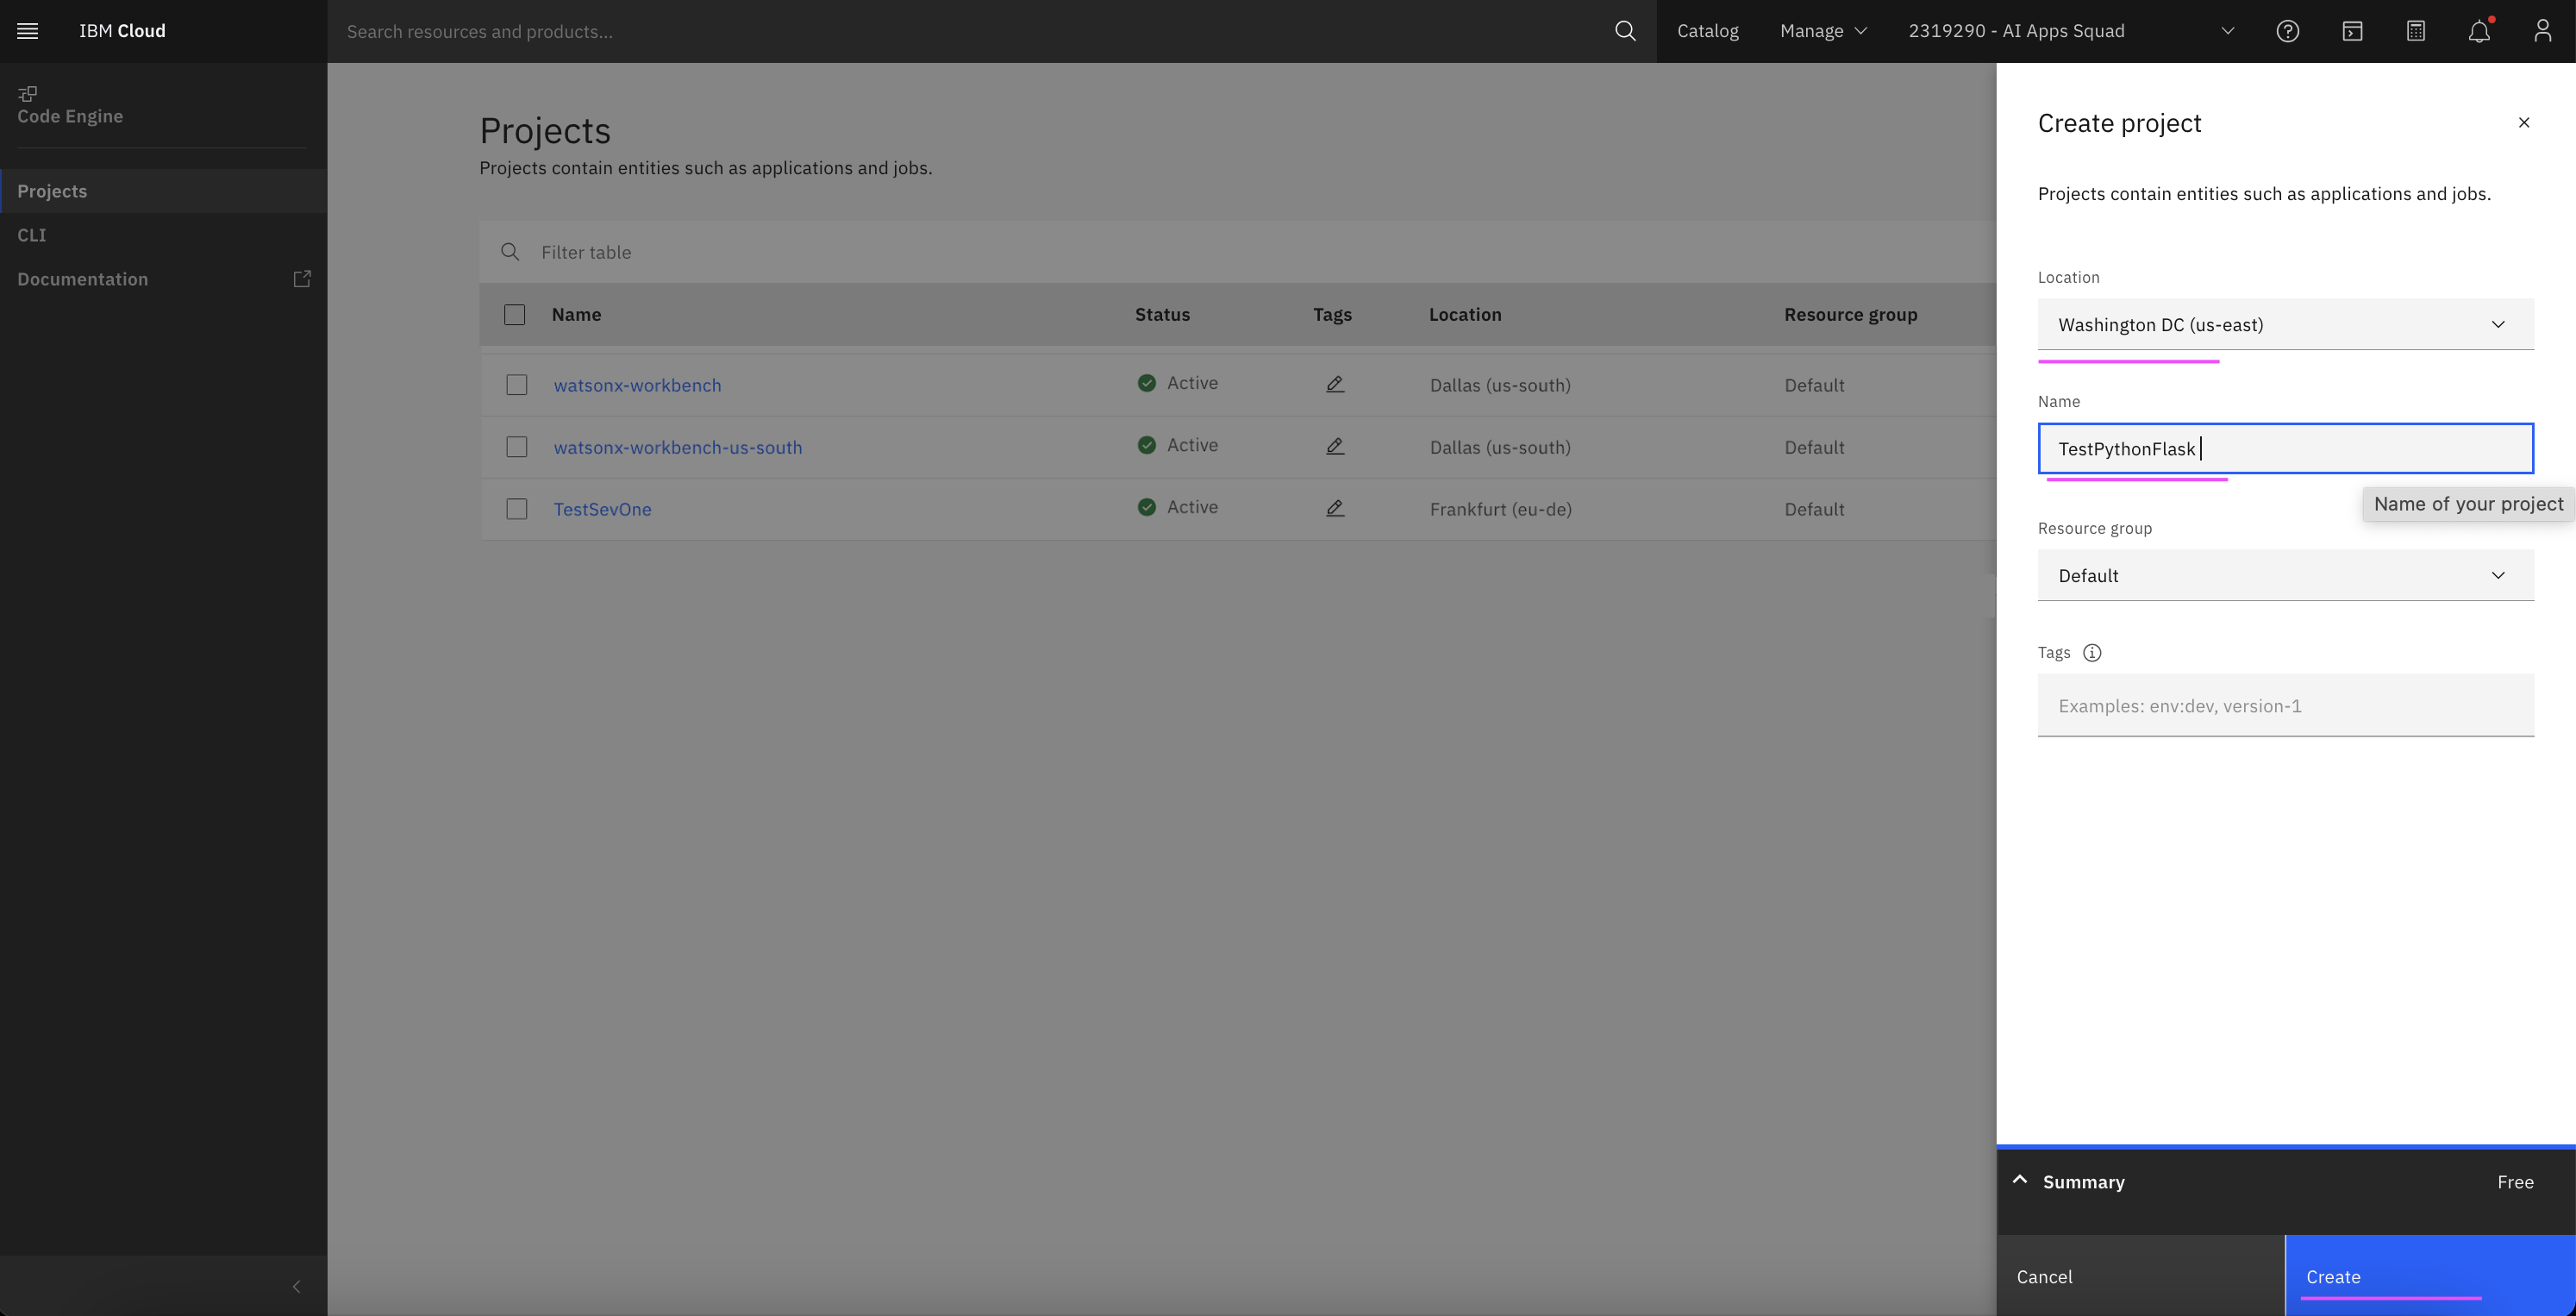 IBM Cloud
Search resources and products...
Catalog
Manage
2319290 - AI Apps Squad
Code Engine
Projects
CLI
Documentation
Projects
Projects contain entities such as applications and jobs.
Filter table
Name Status Tags Location Resource group
watsonx-workbench Active Dallas (us-south) Default
watsonx-workbench-us-south Active Dallas (us-south) Default
TestSevOne Active Frankfurt (eu-de) Default
Create project
Projects contain entities such as applications and jobs.
Location
Washington DC (us-east)
Name
TestPythonFlask
Name of your project
Resource group
Default
Tags
Examples: env:dev, version-1
Summary Free
Cancel
Create